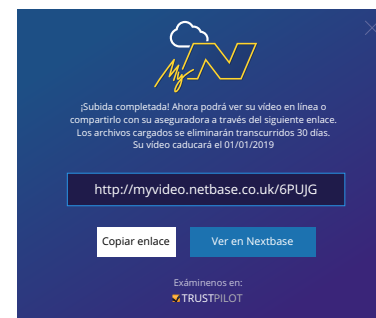 MyN
¡Subida completada! Ahora podrá ver su vídeo en línea o
compartirlo con su aseguradora a través del siguiente enlace.
Los archivos cargados se eliminarán transcurridos 30 días.
Su vídeo caducará el 01/01/2019
http://myvideo.netbase.co.uk/6PUJG
Copiar enlace Ver en Nextbase
Exáminenos en:
TRUSTPILOT